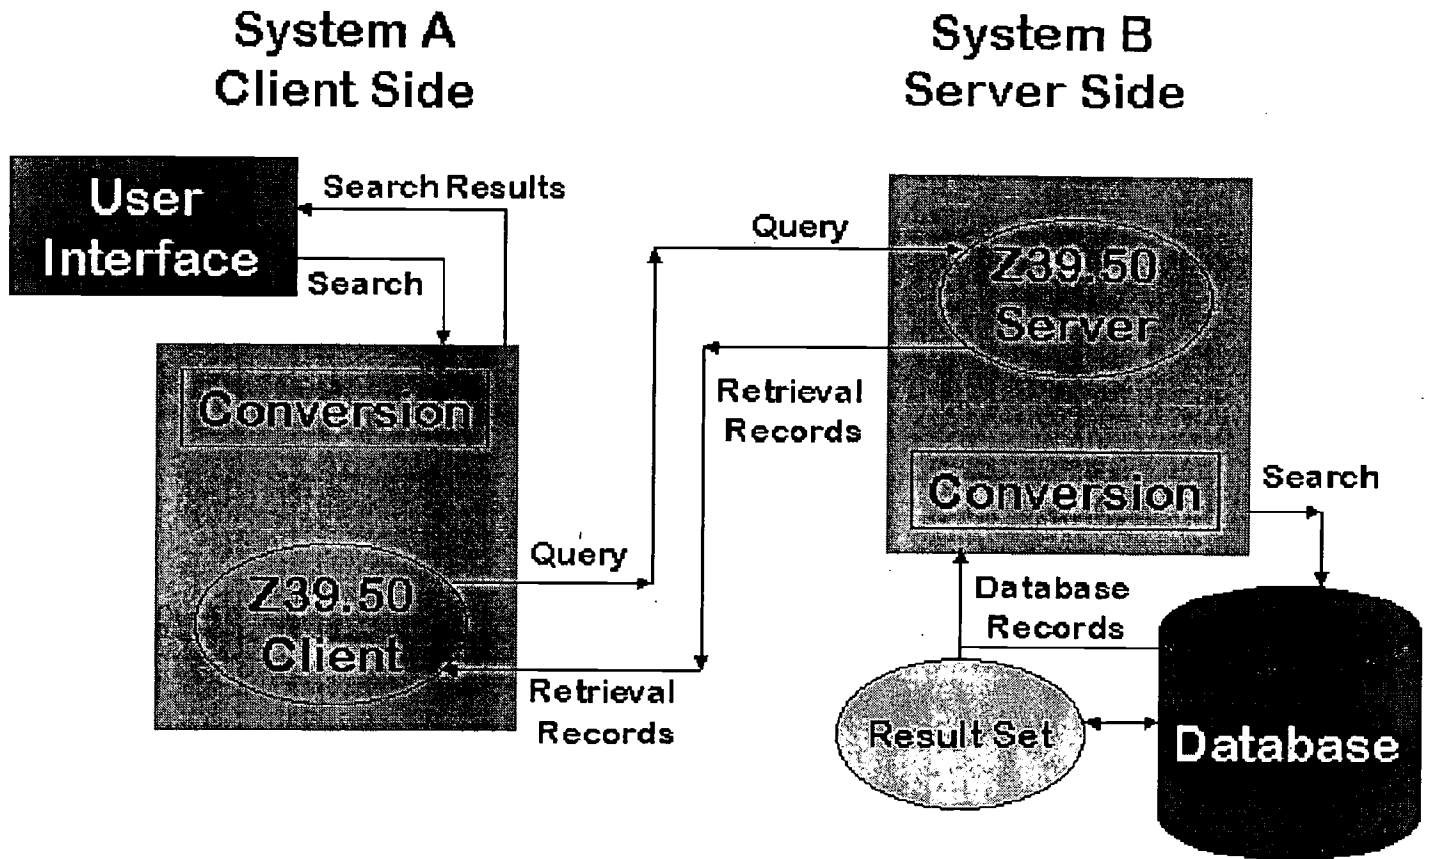 System A
Client Side
System B
Server Side
User
Interface
Search Results
Search
Conversion
Z39.50
Client
Query
Retrieval
Records
Query
Retrieval
Records
Z39.50
Server
Conversion
Search
Database
Records
Result Set
Database